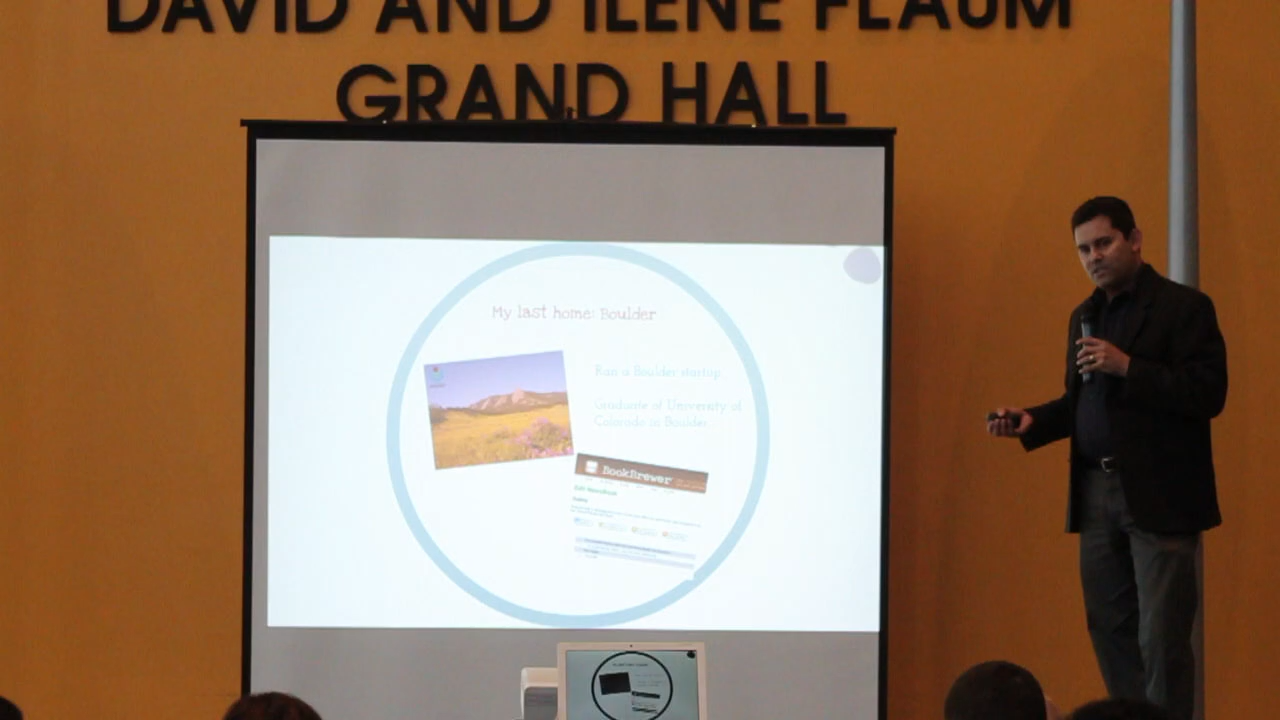 DAVID AND ILENE FLAUM
GRAND HALL
My last home: Boulder
Ran a Boulder startup
Graduate of University of
Colorado in Boulder...
BookBrewer